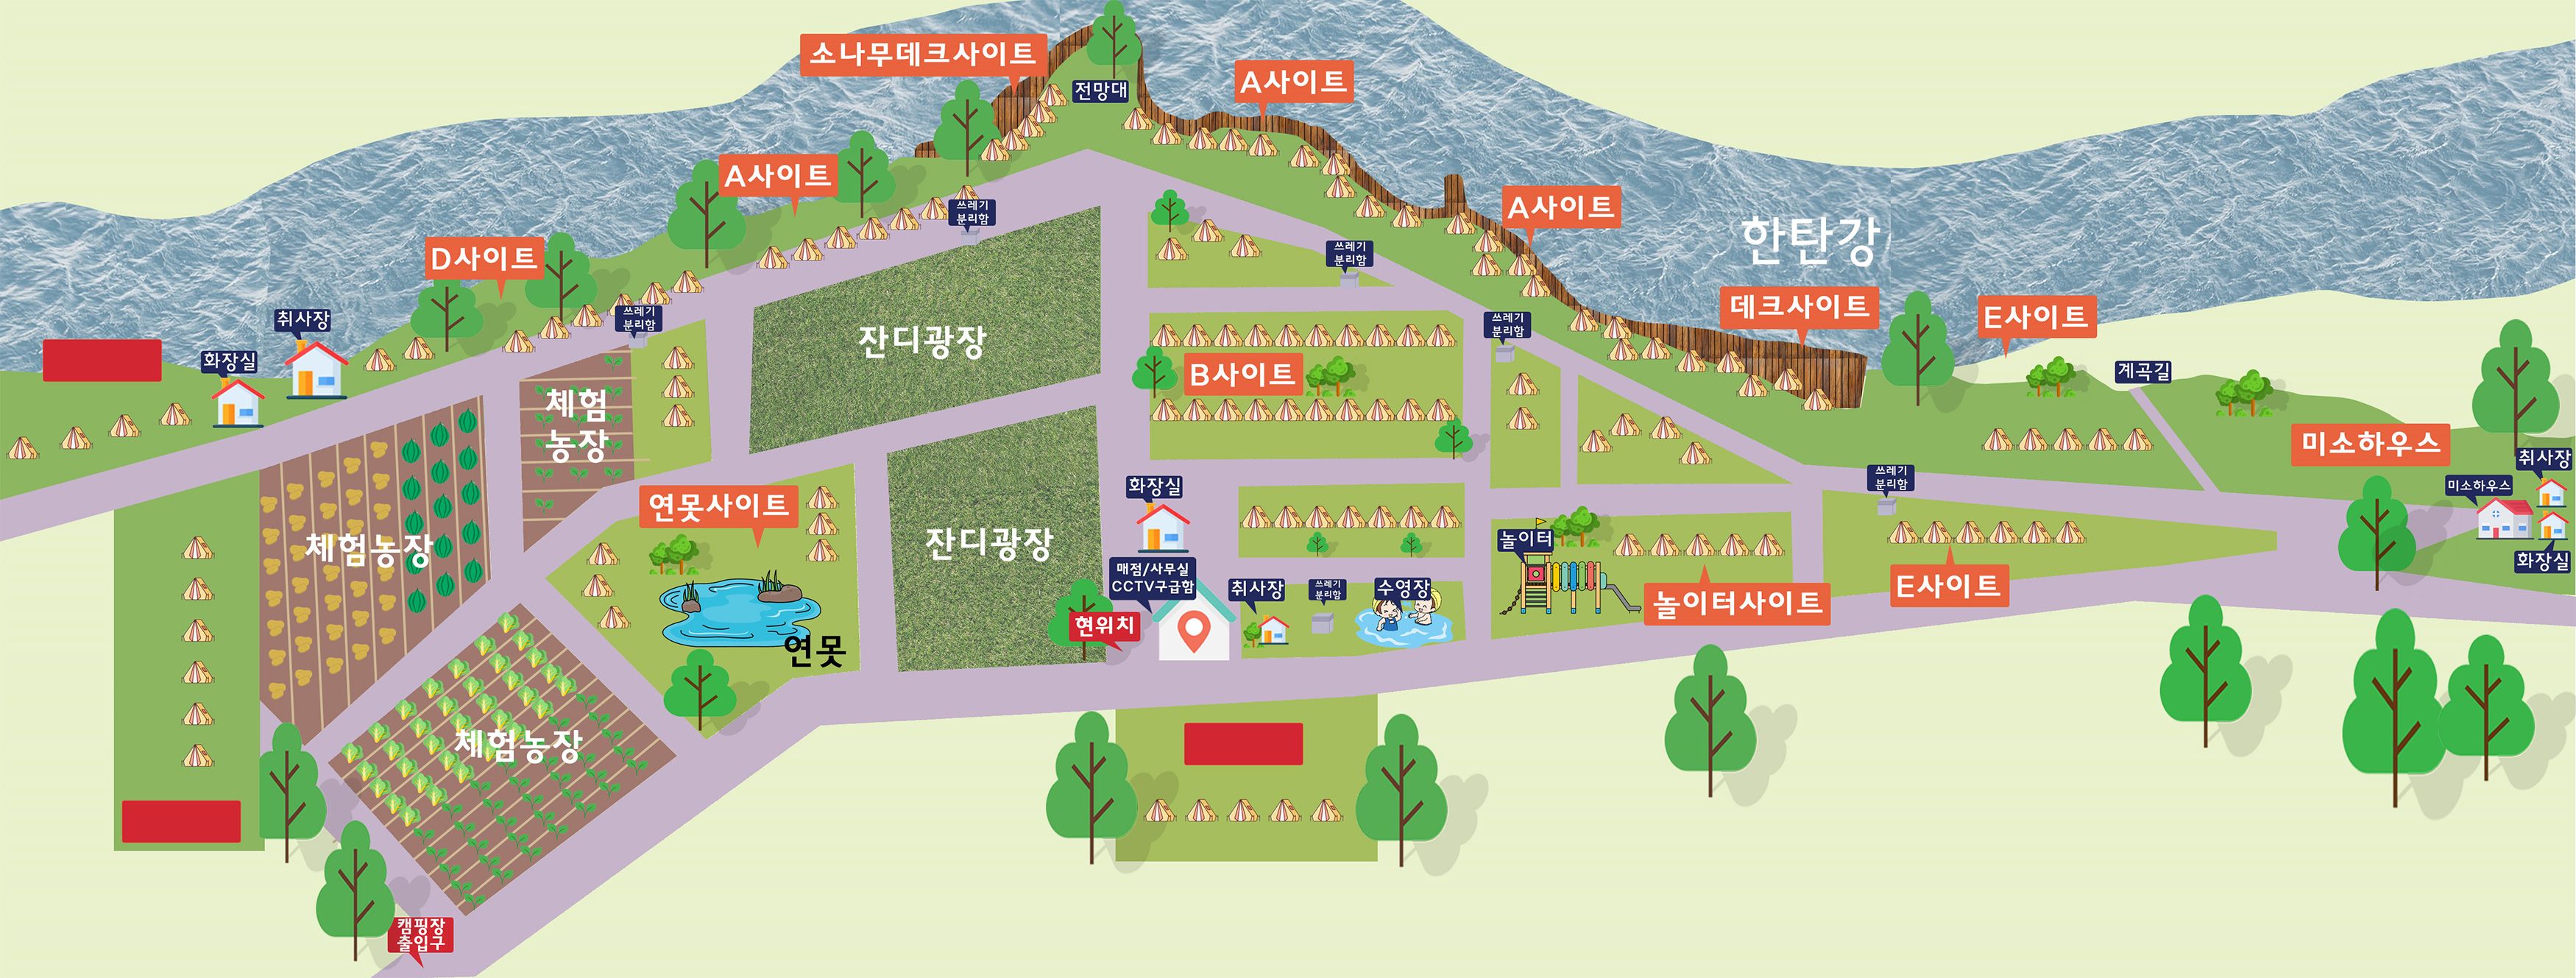 소나무데크사이트
전망대
A사이트
A사이트
쓰레기
분리함
A사이트
한탄강
D사이트
쓰레기
분리함
쓰레기
분리함
데크사이트
E사이트
취사장
화장실
쓰레기
분리함
잔디광장
B사이트
계곡길
체험
농장
미소하우스
취사장
연못사이트
화장실
쓰레기
분리함
미소하우스
체험농장
잔디광장
놀이터
화장실
매점/사무실
CCTV구급함
취사장
쓰레기
분리함
수영장
놀이터사이트
E사이트
현위치
연못
체험농장
캠핑장
출입구